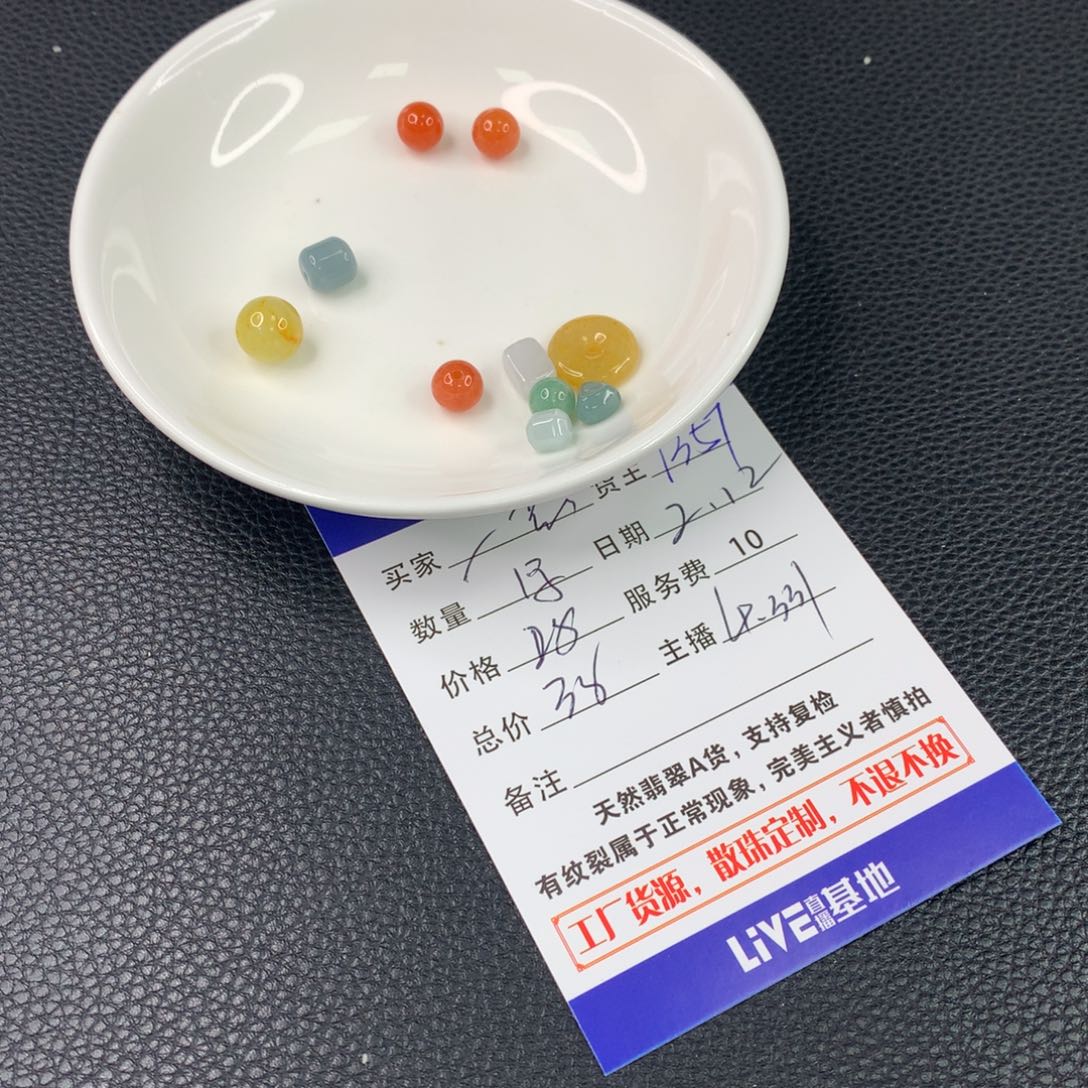 货主
买家 日期 2.12
数量 服务费 10
价格 28 主播
总价 38
备注
天然翡翠A货，支持复检
有纹裂属于正常现象，完美主义者慎拍
工厂货源，散珠定制，不退不换
LiVE直播基地